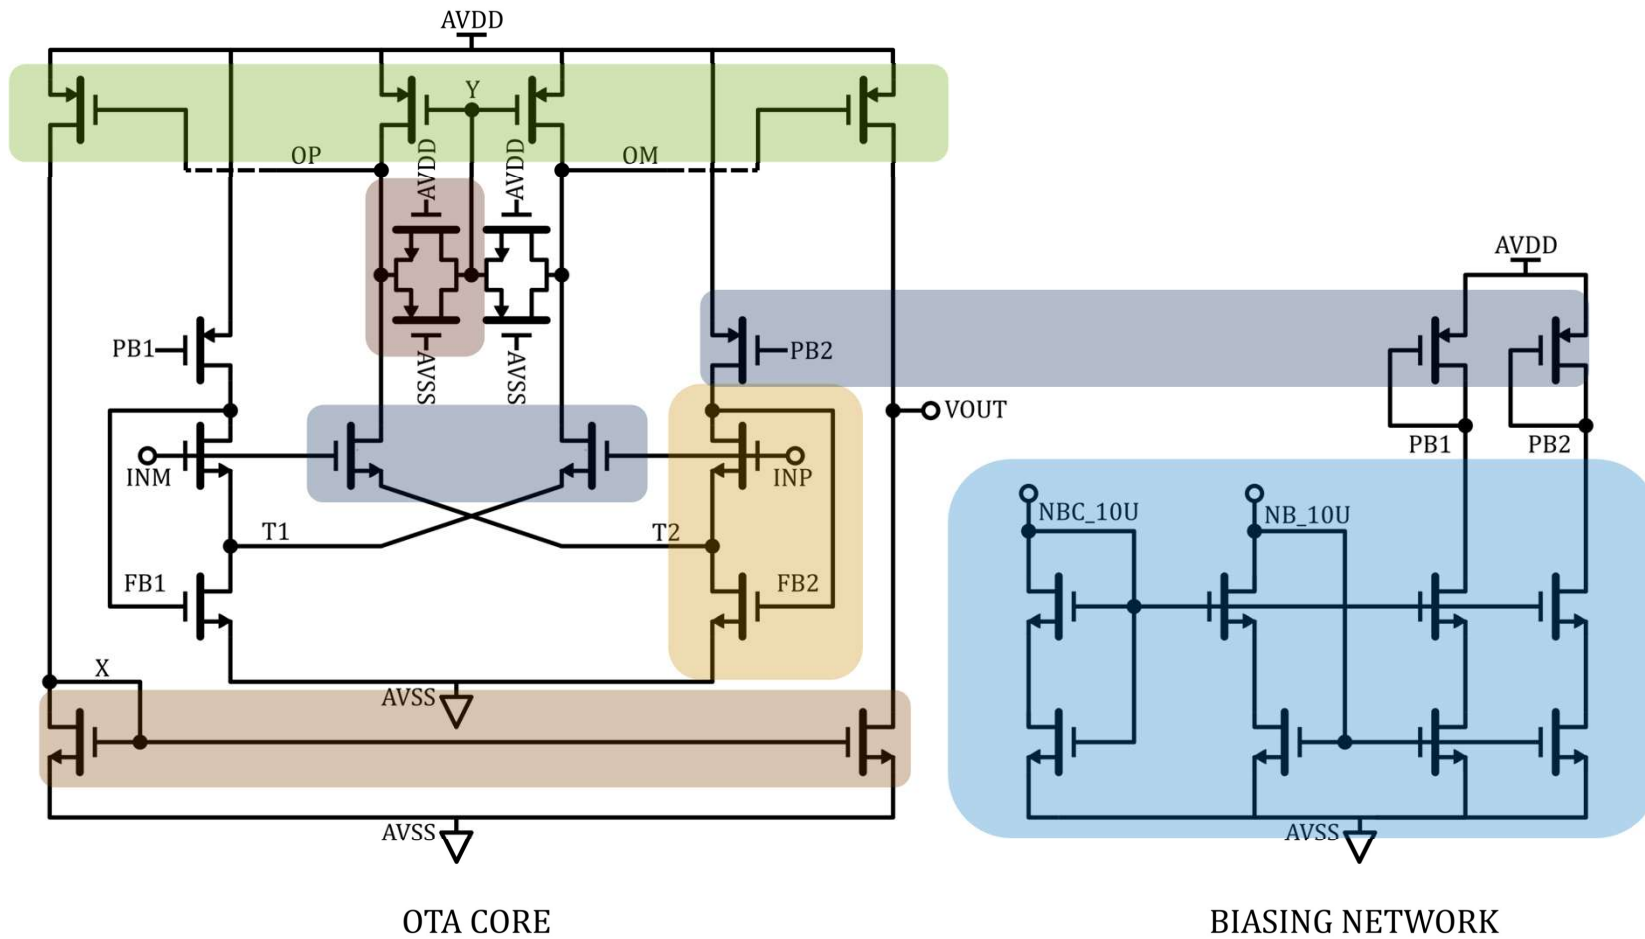 AVDD
Y
OP
OM
AVDD
AVDD
AVDD
PB1
PB2
AVSS
AVSS
VOUT
PB1
PB2
INM
INP
NBC_10U
NB_10U
T1
T2
FB1
FB2
X
AVSS
AVSS
AVSS
OTA CORE
BIASING NETWORK